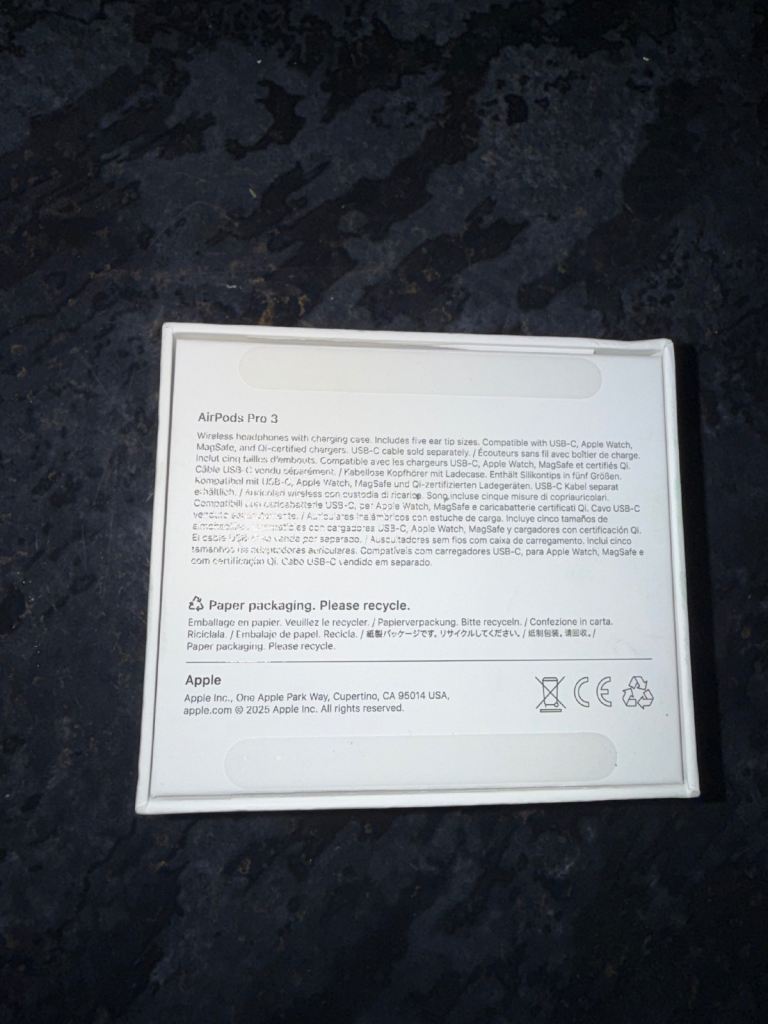 AirPods Pro 3
Wireless headphones with charging case. Includes five ear tip sizes. Compatible with USB-C, Apple Watch,
MagSafe, and Qi-certified chargers. USB-C cable sold separately. / Écouteurs sans fil avec boîtier de charge.
Inclut cinq tailles d'embouts. Compatible avec les chargeurs USB-C, Apple Watch, MagSafe et certifiés Qi.
Câble USB-C vendu séparément. / Kabellose Kopfhörer mit Ladecase. Enthält Silikontips in fünf Größen.
Kompatibel mit USB-C, Apple Watch, MagSafe und Qi-zertifizierten Ladegeräten. USB-C Kabel separat
erhältlich. / wireless con custodia di ricarica. incluse cinque misure di copriauricolari.
Compatibili USB-C, per Apple Watch, MagSafe e caricabatterie certificati Qi. Cavo USB-C
/ inalámbricos con estuche de carga. Incluye cinco tamaños de
con cargadores USB-C, Apple Watch, MagSafe y cargadores con certificación Qi.
El cable se vende por separado. / Auscultadores sem fios com caixa de carregamento. Inclui cinco
tamanhos de adaptadores auriculares. Compatíveis com carregadores USB-C, para Apple Watch, MagSafe e
com certificação Qi. Cabo USB-C vendido em separado.
Paper packaging. Please recycle.
Emballage en papier. Veuillez le recycler. / Papierverpackung. Bitte recyceln. / Confezione in carta.
Riciclala. / Embalaje de papel. Recicla. / 紙製パッケージです。リサイクルしてください。/ 纸制包装。请回收。/
Paper packaging. Please recycle.
Apple
Apple Inc., One Apple Park Way, Cupertino, CA 95014 USA,
apple.com © 2025 Apple Inc. All rights reserved.
CE